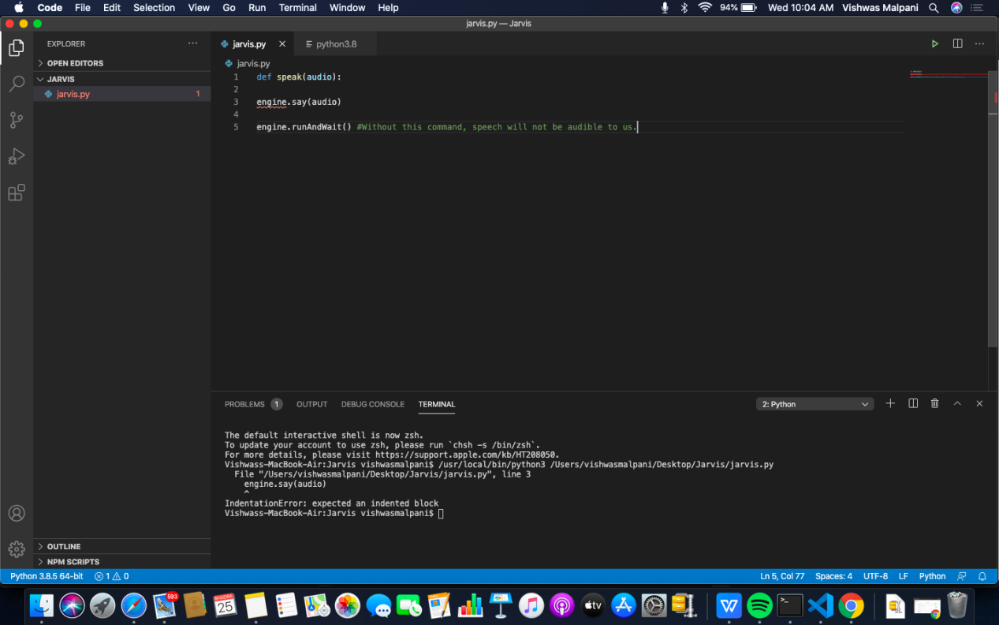 Code File Edit Selection View Go Run Terminal Window Help 94% Wed 10:04 AM Vishwas Malpani
jarvis.py — Jarvis
EXPLORER
OPEN EDITORS
JARVIS
jarvis.py 1
jarvis.py python3.8
jarvis.py
1 def speak(audio):
2
3 engine.say(audio)
4
5 engine.runAndWait() #Without this command, speech will not be audible to us.
PROBLEMS 1 OUTPUT DEBUG CONSOLE TERMINAL 2: Python
The default interactive shell is now zsh.
To update your account to use zsh, please run `chsh -s /bin/zsh`.
For more details, please visit https://support.apple.com/kb/HT208050.
Vishwass-MacBook-Air:Jarvis vishwasmalpani$ /usr/local/bin/python3 /Users/vishwasmalpani/Desktop/Jarvis/jarvis.py
File "/Users/vishwasmalpani/Desktop/Jarvis/jarvis.py", line 3
engine.say(audio)
^
IndentationError: expected an indented block
Vishwass-MacBook-Air:Jarvis vishwasmalpani$
OUTLINE
NPM SCRIPTS
Python 3.8.5 64-bit 1 0 Ln 5, Col 77 Spaces: 4 UTF-8 LF Python
593
BHADRA
25
tv
W